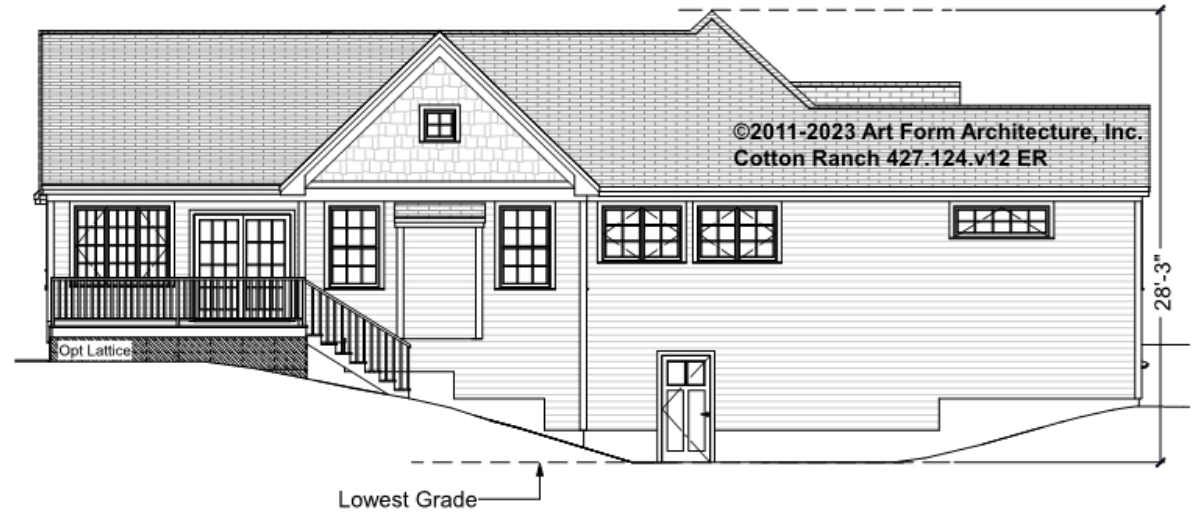 ©2011-2023 Art Form Architecture, Inc.
Cotton Ranch 427.124.v12 ER
28'-3"
Opt Lattice
Lowest Grade